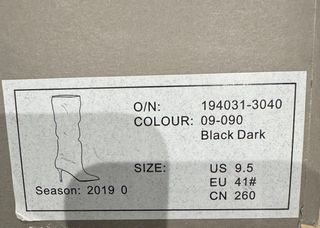 O/N: 194031-3040
COLOUR: 09-090
Black Dark
SIZE: US 9.5
EU 41#
CN 260
Season: 2019 0